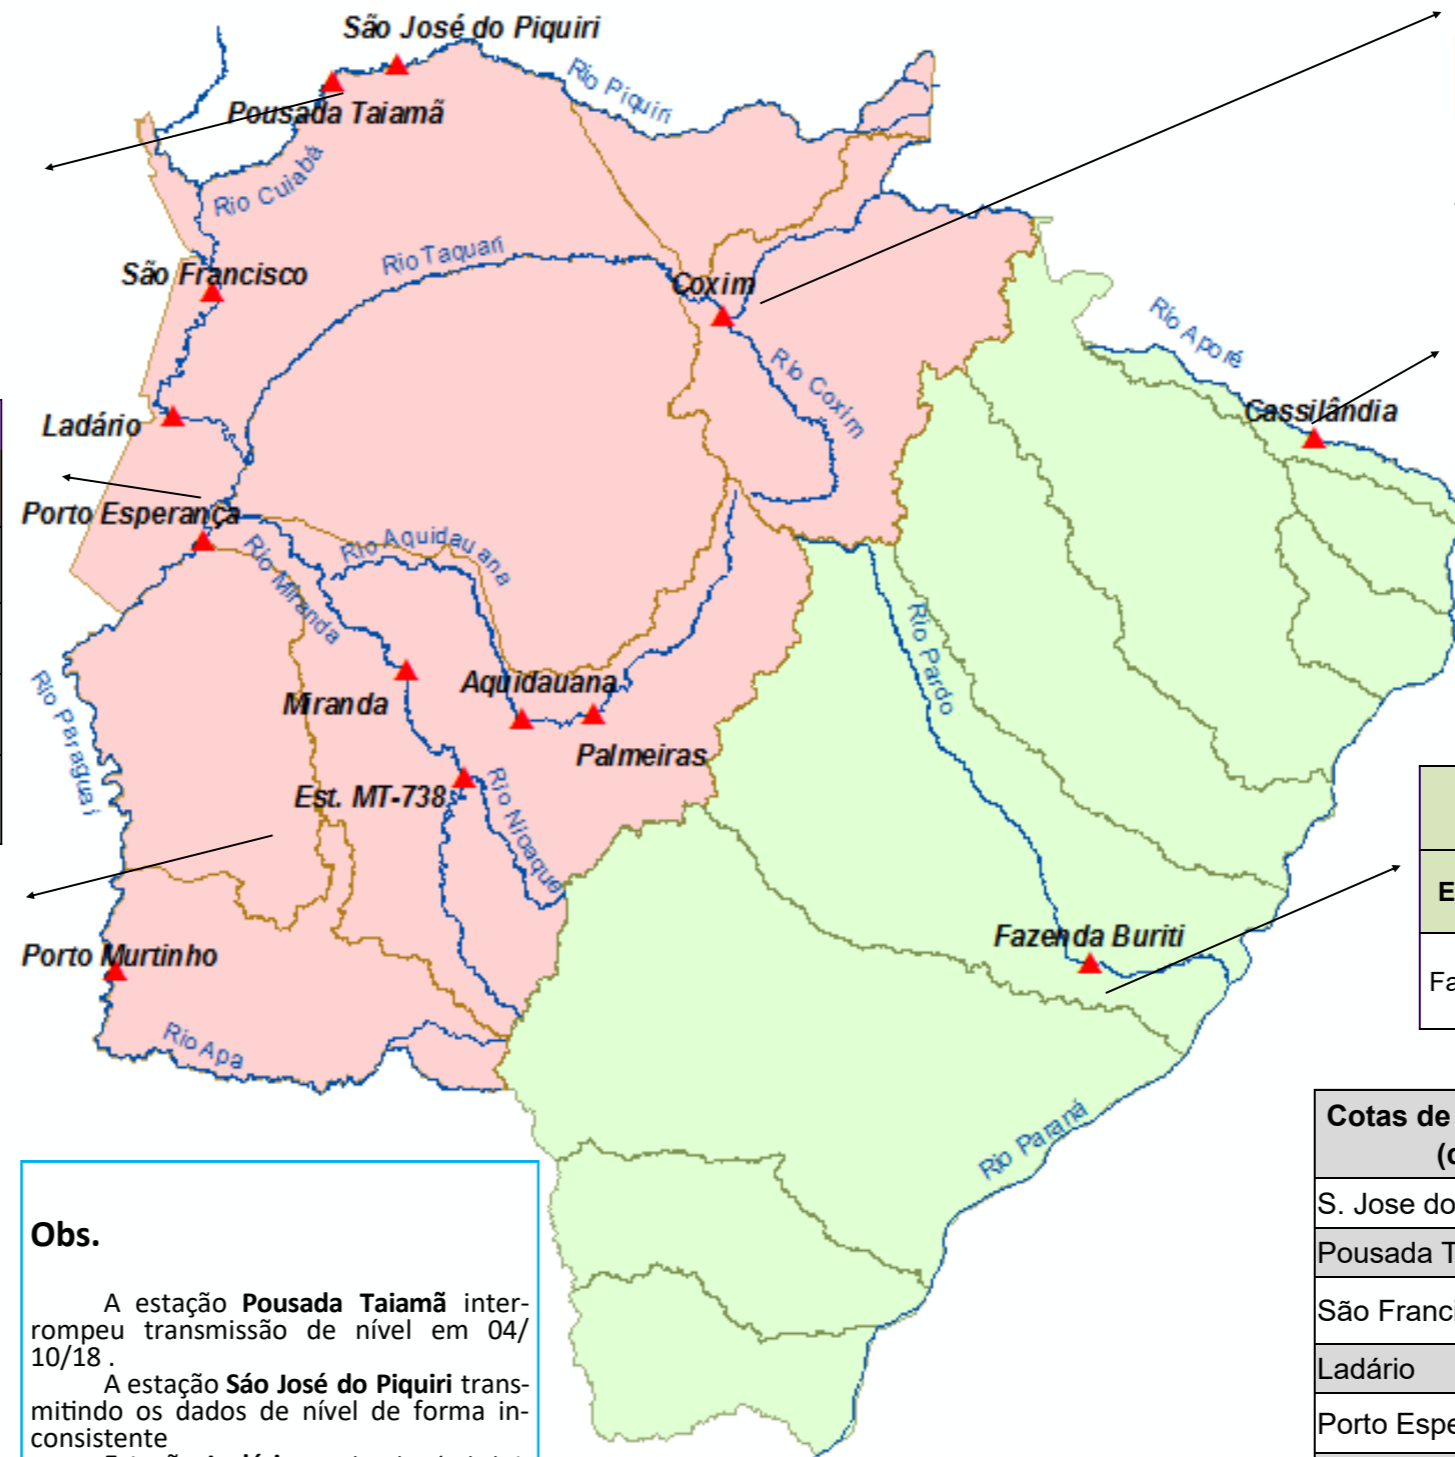 São José do Piquiri
Rio Piquiri
Pousada Taiamã
Rio Cuiabá
Rio Taquari
São Francisco
Coxim
Rio Aporé
Rio Coxim
Cassilândia
Ladário
Porto Esperança
Rio Aquidauana
Rio Miranda
Rio Pardo
Aquidauana
Miranda
Rio Paraguai
Palmeiras
Est. MT-738
Rio Nioaque
Fazenda Buriti
Porto Murtinho
Rio Apa
Rio Paraná
E
Fa
Cotas de
(c
S. Jose do
Pousada T
São Franc
Ladário
Porto Espe
Obs.
A estação Pousada Taiamã inter-
rompeu transmissão de nível em 04/
10/18 .
A estação Sáo José do Piquiri trans-
mitindo os dados de nível de forma in-
consistente